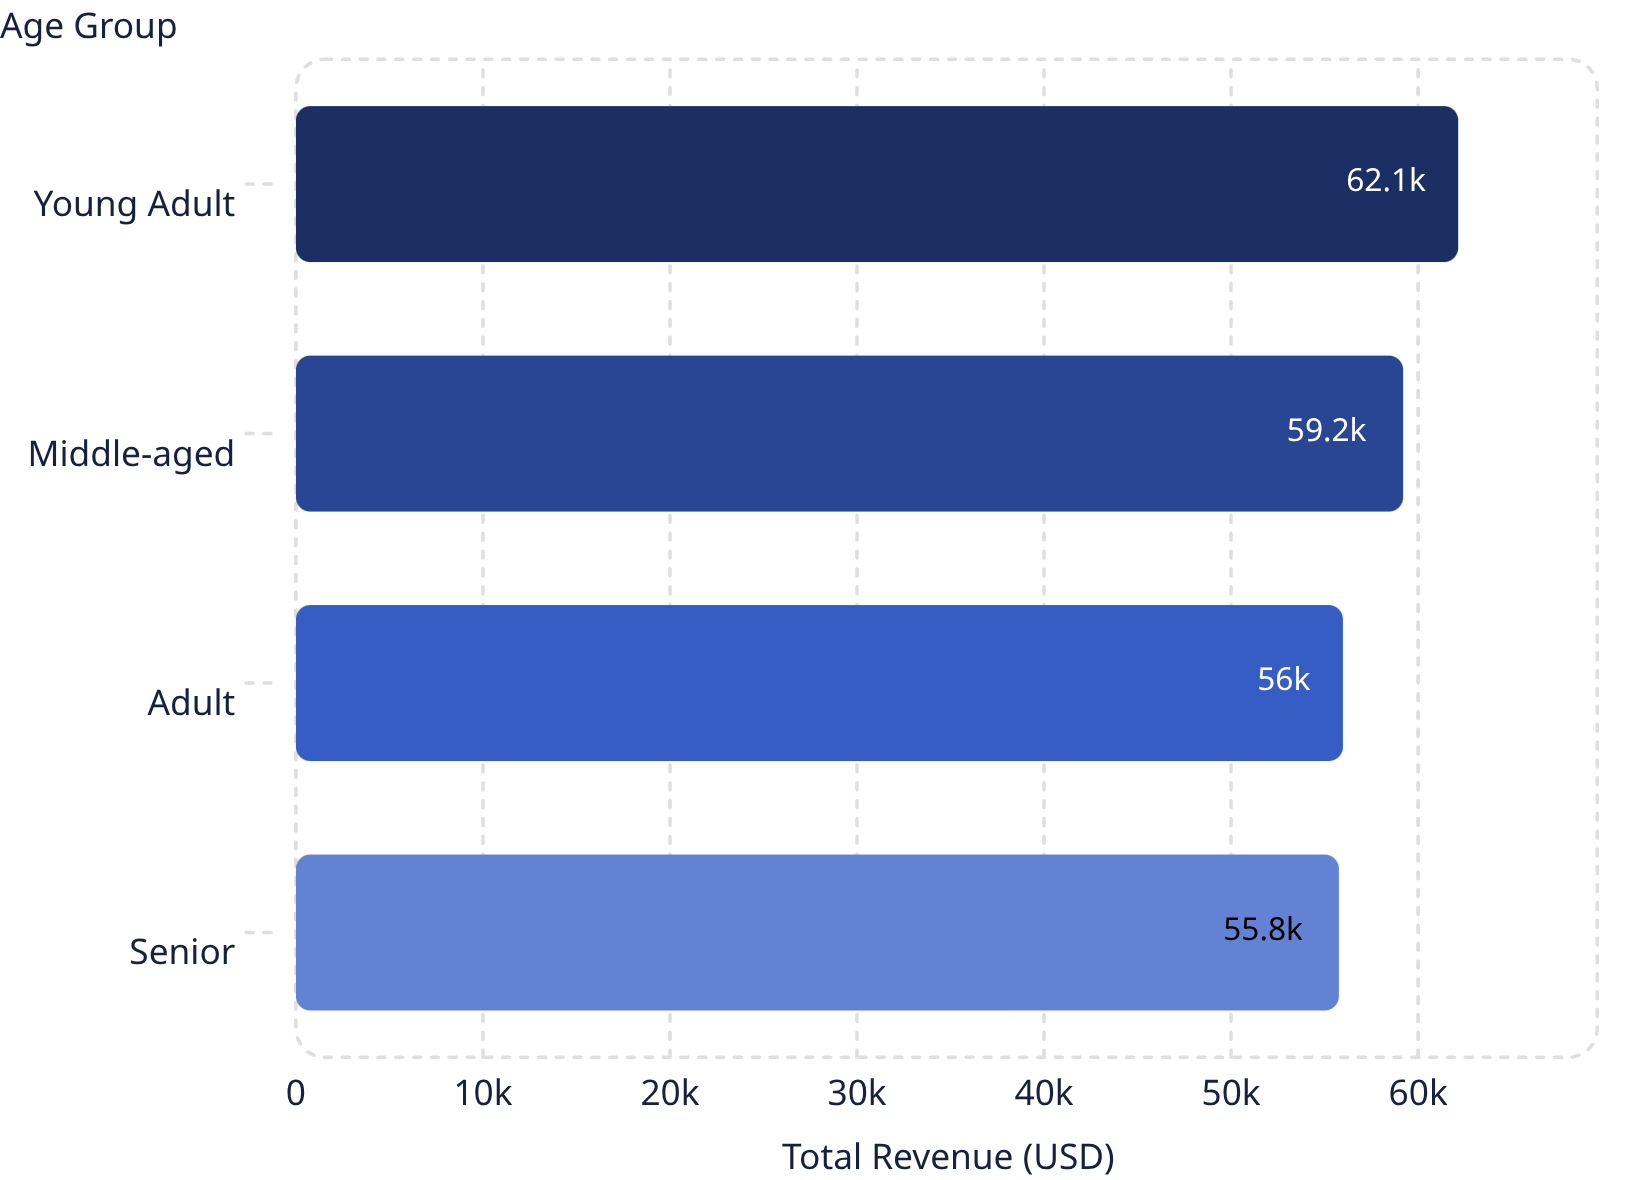 Age Group
Young Adult 62.1k
Middle-aged 59.2k
Adult 56k
Senior 55.8k
0 10k 20k 30k 40k 50k 60k
Total Revenue (USD)